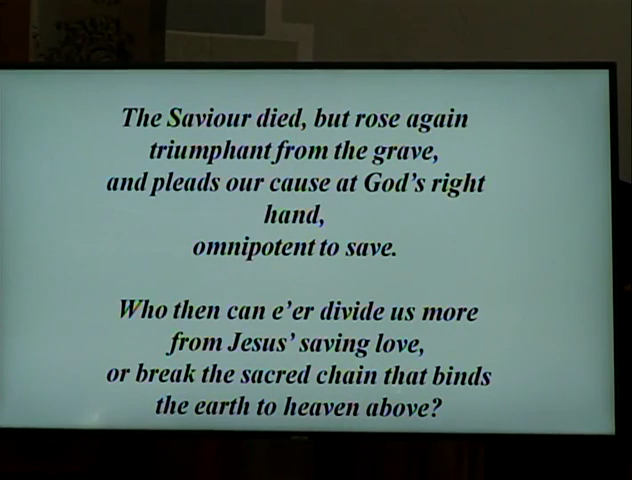 The Saviour died, but rose again
triumphant from the grave,
and pleads our cause at God's right
hand,
omnipotent to save.
Who then can e'er divide us more
from Jesus' saving love,
or break the sacred chain that binds
the earth to heaven above?